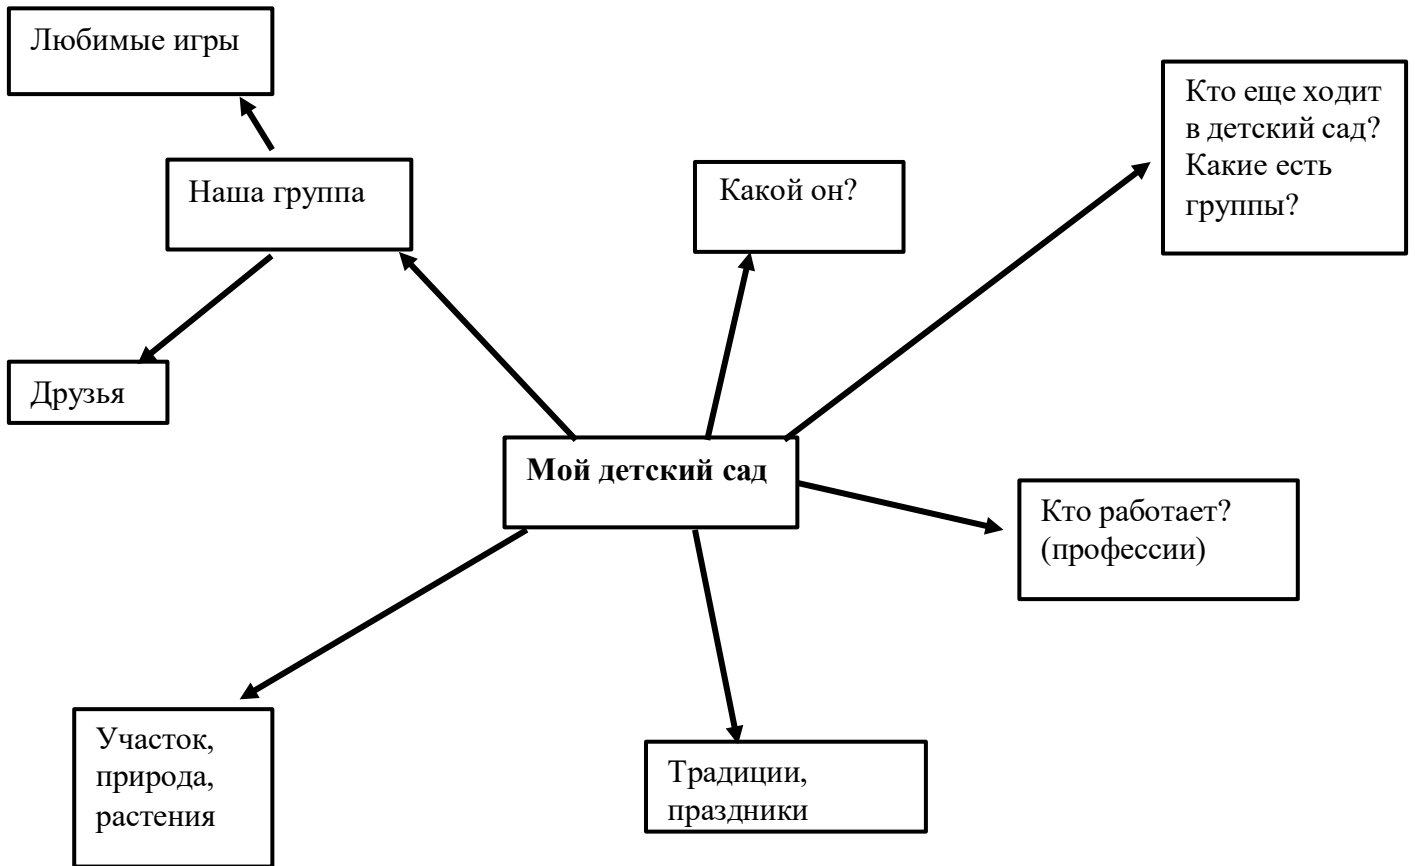 Любимые игры
Кто еще ходит
в детский сад?
Какие есть
группы?
Наша группа
Какой он?
Друзья
Мой детский сад
Кто работает?
(профессии)
Участок,
природа,
растения
Традиции,
праздники